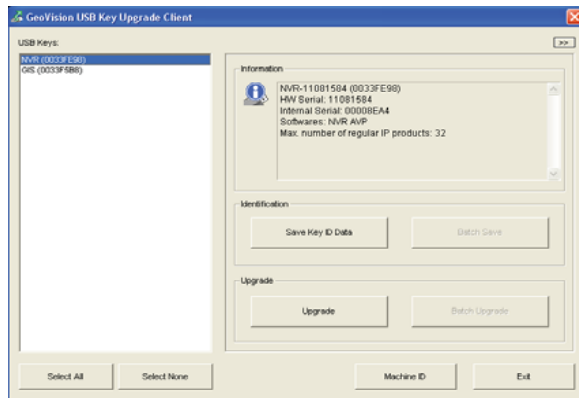 GeoVision USB Key Upgrade Client
USB Keys:
>>
NVR (0033FE98)
GIS (0033F5B8)
Information
NVR-11081584 (0033FE98)
HW Serial: 11081584
Internal Serial: 00008EA4
Softwares: NVR AVP
Max. number of regular IP products: 32
Identification
Save Key ID Data
Batch Save
Upgrade
Upgrade
Batch Upgrade
Select All
Select None
Machine ID
Exit